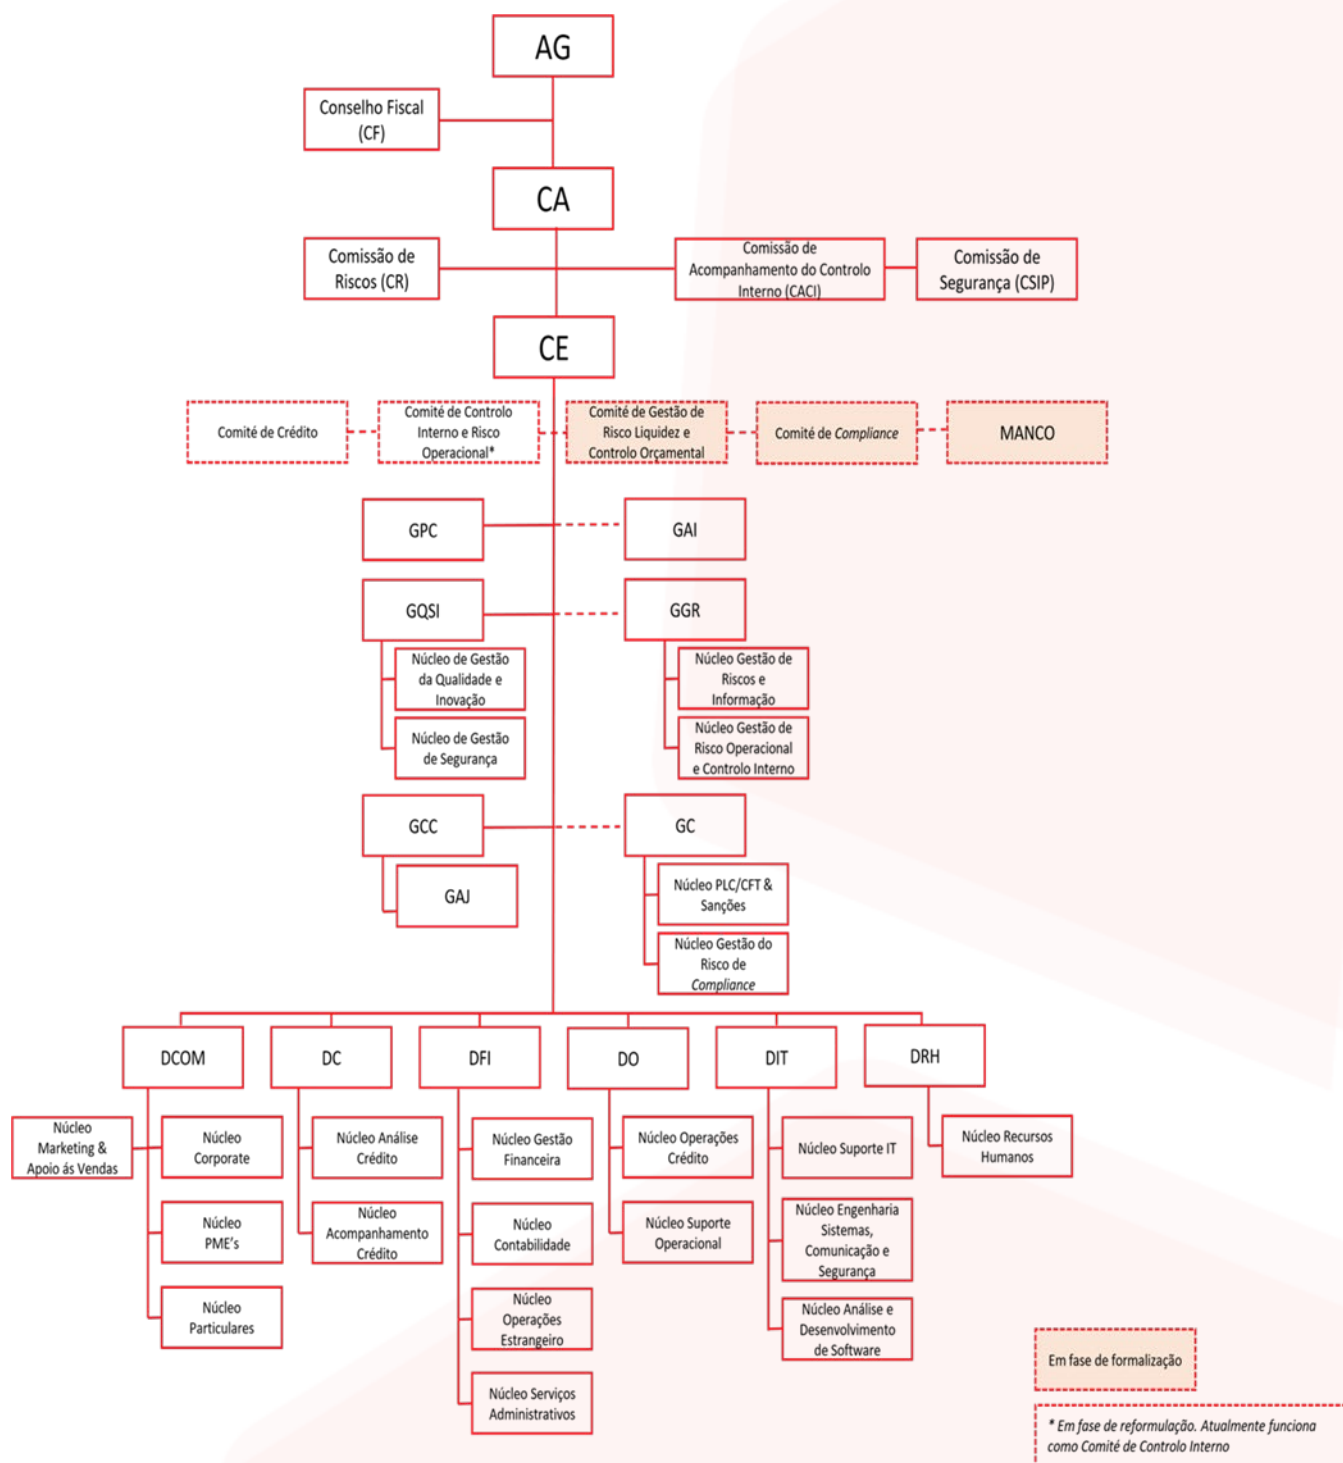 AG
Conselho Fiscal
(CF)
CA
Comissão de
Riscos (CR)
Comissão de
Acompanhamento do Controlo
Interno (CACI)
Comissão de
Segurança (CSIP)
CE
Comité de Crédito
Comité de Controlo
Interno e Risco
Operacional*
Comité de Gestão de
Risco Liquidez e
Controlo Orçamental
Comité de Compliance
MANCO
GPC
GAI
GQSI
GGR
Núcleo de Gestão
da Qualidade e
Inovação
Núcleo de Gestão
de Segurança
Núcleo Gestão de
Riscos e
Informação
Núcleo Gestão de
Risco Operacional
e Controlo Interno
GCC
GC
GAJ
Núcleo PLC/CFT &
Sanções
Núcleo Gestão do
Risco de
Compliance
DCOM
DC
DFI
DO
DIT
DRH
Núcleo
Marketing &
Apoio ás Vendas
Núcleo
Corporate
Núcleo
PME's
Núcleo
Particulares
Núcleo Análise
Crédito
Núcleo
Acompanhamento
Crédito
Núcleo Gestão
Financeira
Núcleo
Contabilidade
Núcleo
Operações
Estrangeiro
Núcleo Serviços
Administrativos
Núcleo Operações
Crédito
Núcleo Suporte
Operacional
Núcleo Suporte IT
Núcleo Engenharia
Sistemas,
Comunicação e
Segurança
Núcleo Análise e
Desenvolvimento
de Software
Núcleo Recursos
Humanos
Em fase de formalização
* Em fase de reformulação. Atualmente funciona
como Comité de Controlo Interno